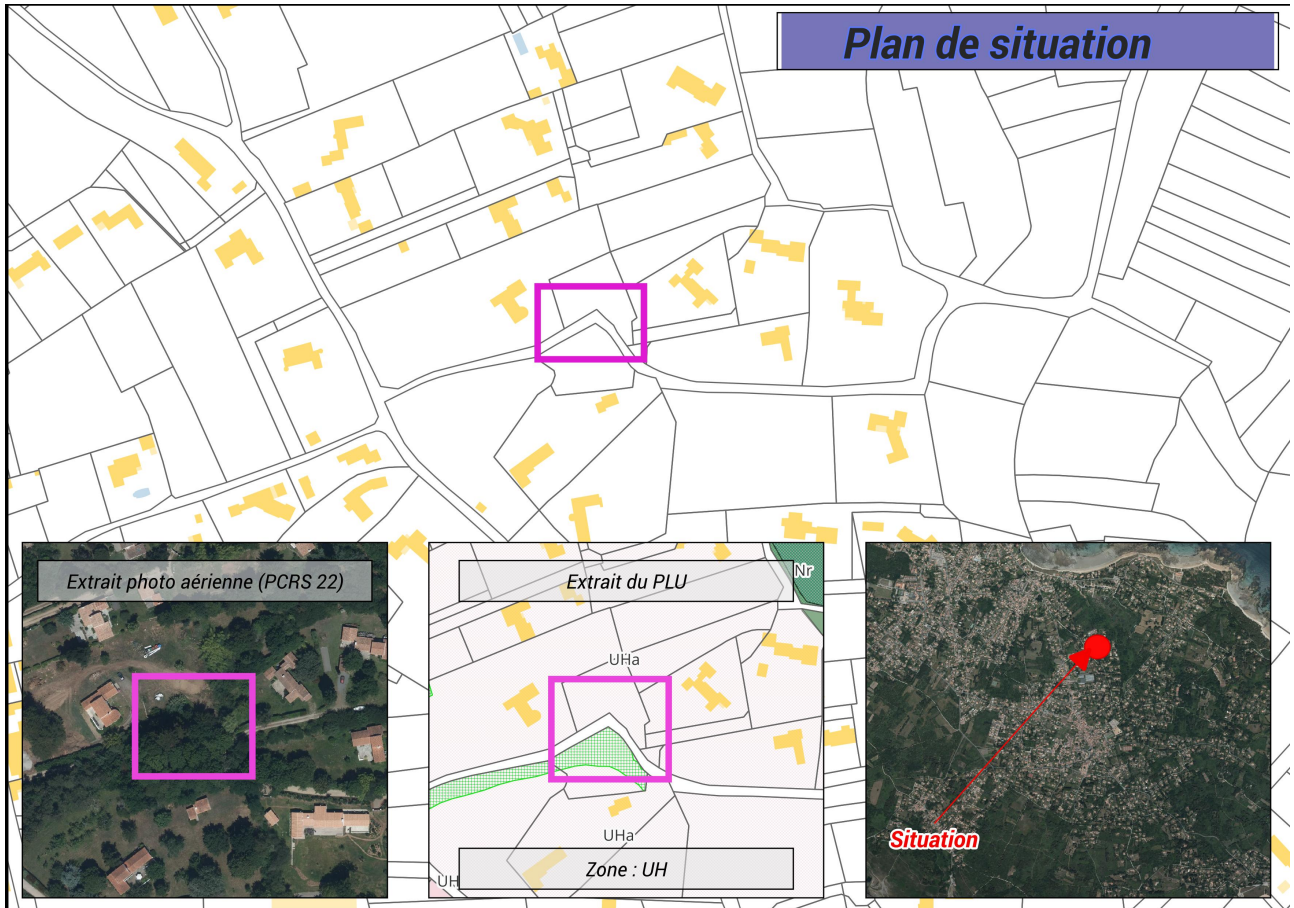 Plan de situation
Extrait photo aérienne (PCRS 22)
Extrait du PLU
Nr
UHa
UHa
UH
Zone : UH
Situation